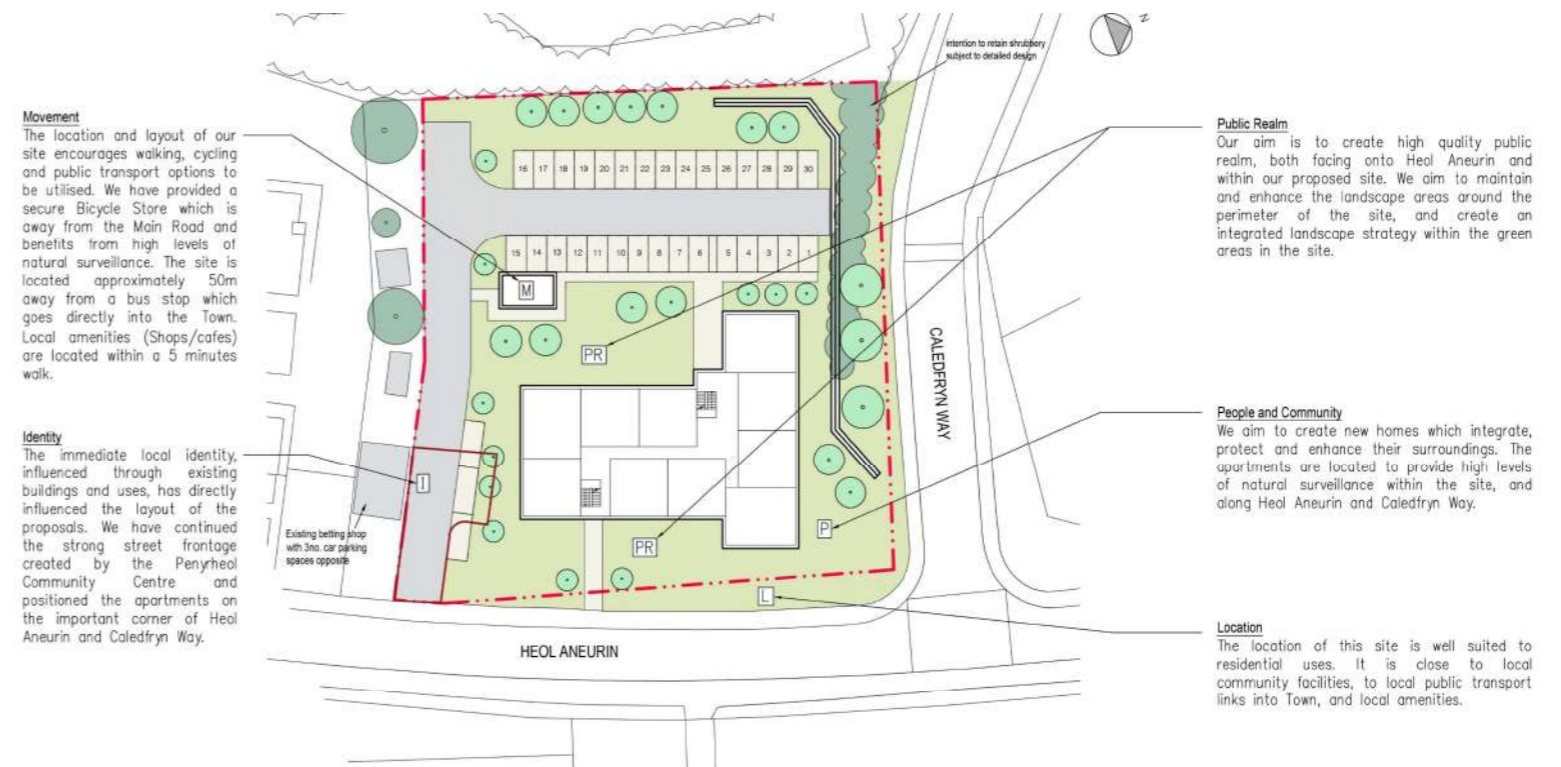 Movement
The location and layout of our
site encourages walking, cycling
and public transport options to
be utilised. We have provided a
secure Bicycle Store which is
away from the Main Road and
benefits from high levels of
natural surveillance. The site is
located approximately 50m
away from a bus stop which
goes directly into the Town.
Local amenities (Shops/cafes)
are located within a 5 minutes
walk.
Identity
The immediate local identity,
influenced through existing
buildings and uses, has directly
influenced the layout of the
proposals. We have continued
the strong street frontage
created by the Penyrheol
Community Centre and
positioned the apartments on
the important corner of Heol
Aneurin and Caledfryn Way.
intention to retain shrubbery
subject to detailed design
N
16 17 18 19 20 21 22 23 24 25 26 27 28 29 30
15 14 13 12 11 10 9 8 7 6 5 4 3 2 1
M
PR
CALEDFRYN WAY
I
Existing betting shop
with 3no. car parking
spaces opposite
PR
P
L
HEOL ANEURIN
Public Realm
Our aim is to create high quality public
realm, both facing onto Heol Aneurin and
within our proposed site. We aim to maintain
and enhance the landscape areas around the
perimeter of the site, and create an
integrated landscape strategy within the green
areas in the site.
People and Community
We aim to create new homes which integrate,
protect and enhance their surroundings. The
apartments are located to provide high levels
of natural surveillance within the site, and
along Heol Aneurin and Caledfryn Way.
Location
The location of this site is well suited to
residential uses. It is close to local
community facilities, to local public transport
links into Town, and local amenities.